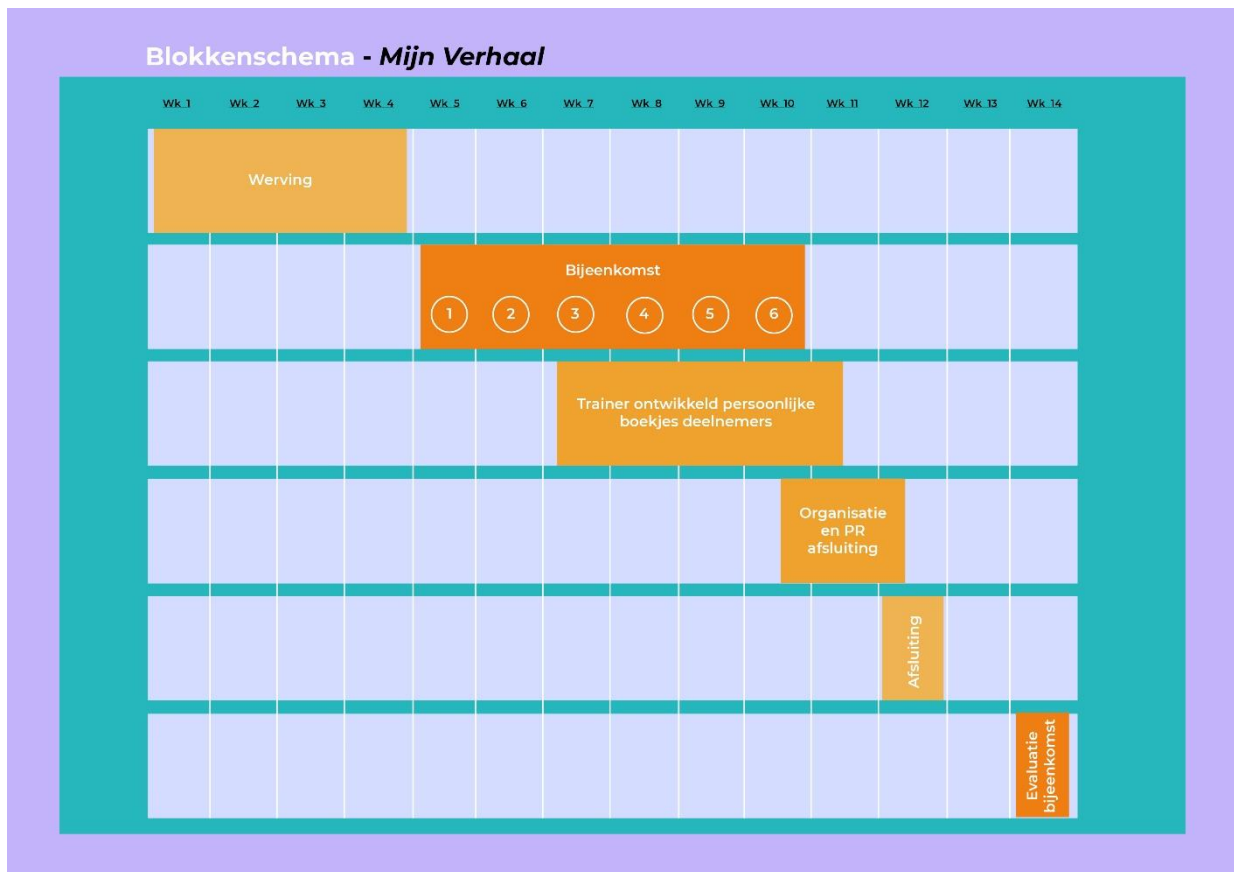 Blokkenschema - Mijn Verhaal
Wk 1 Wk 2 Wk 3 Wk 4 Wk 5 Wk 6 Wk 7 Wk 8 Wk 9 Wk 10 Wk 11 Wk 12 Wk 13 Wk 14
Werving
Bijeenkomst
1 2 3 4 5 6
Trainer ontwikkeld persoonlijke
boekjes deelnemers
Organisatie
en PR
afsluiting
Afsluiting
Evaluatie
bijeenkomst